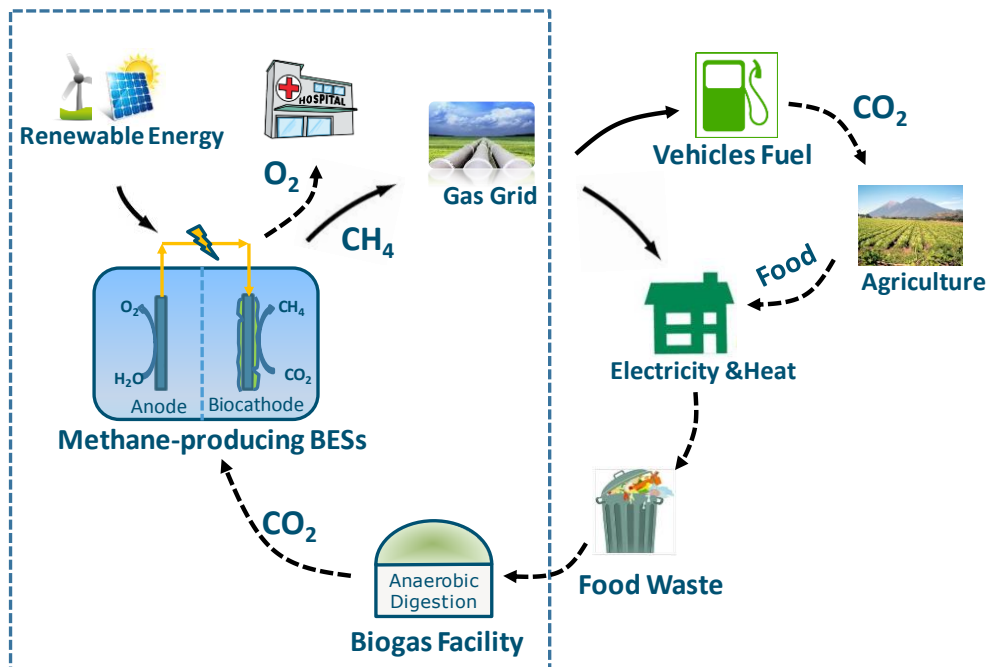 HOSPITAL
Renewable Energy
O₂
CH₄
Gas Grid
Vehicles Fuel
CO₂
Agriculture
Food
Electricity &Heat
O₂
H₂O
Anode
CH₄
CO₂
Biocathode
Methane-producing BESs
CO₂
Anaerobic
Digestion
Biogas Facility
Food Waste